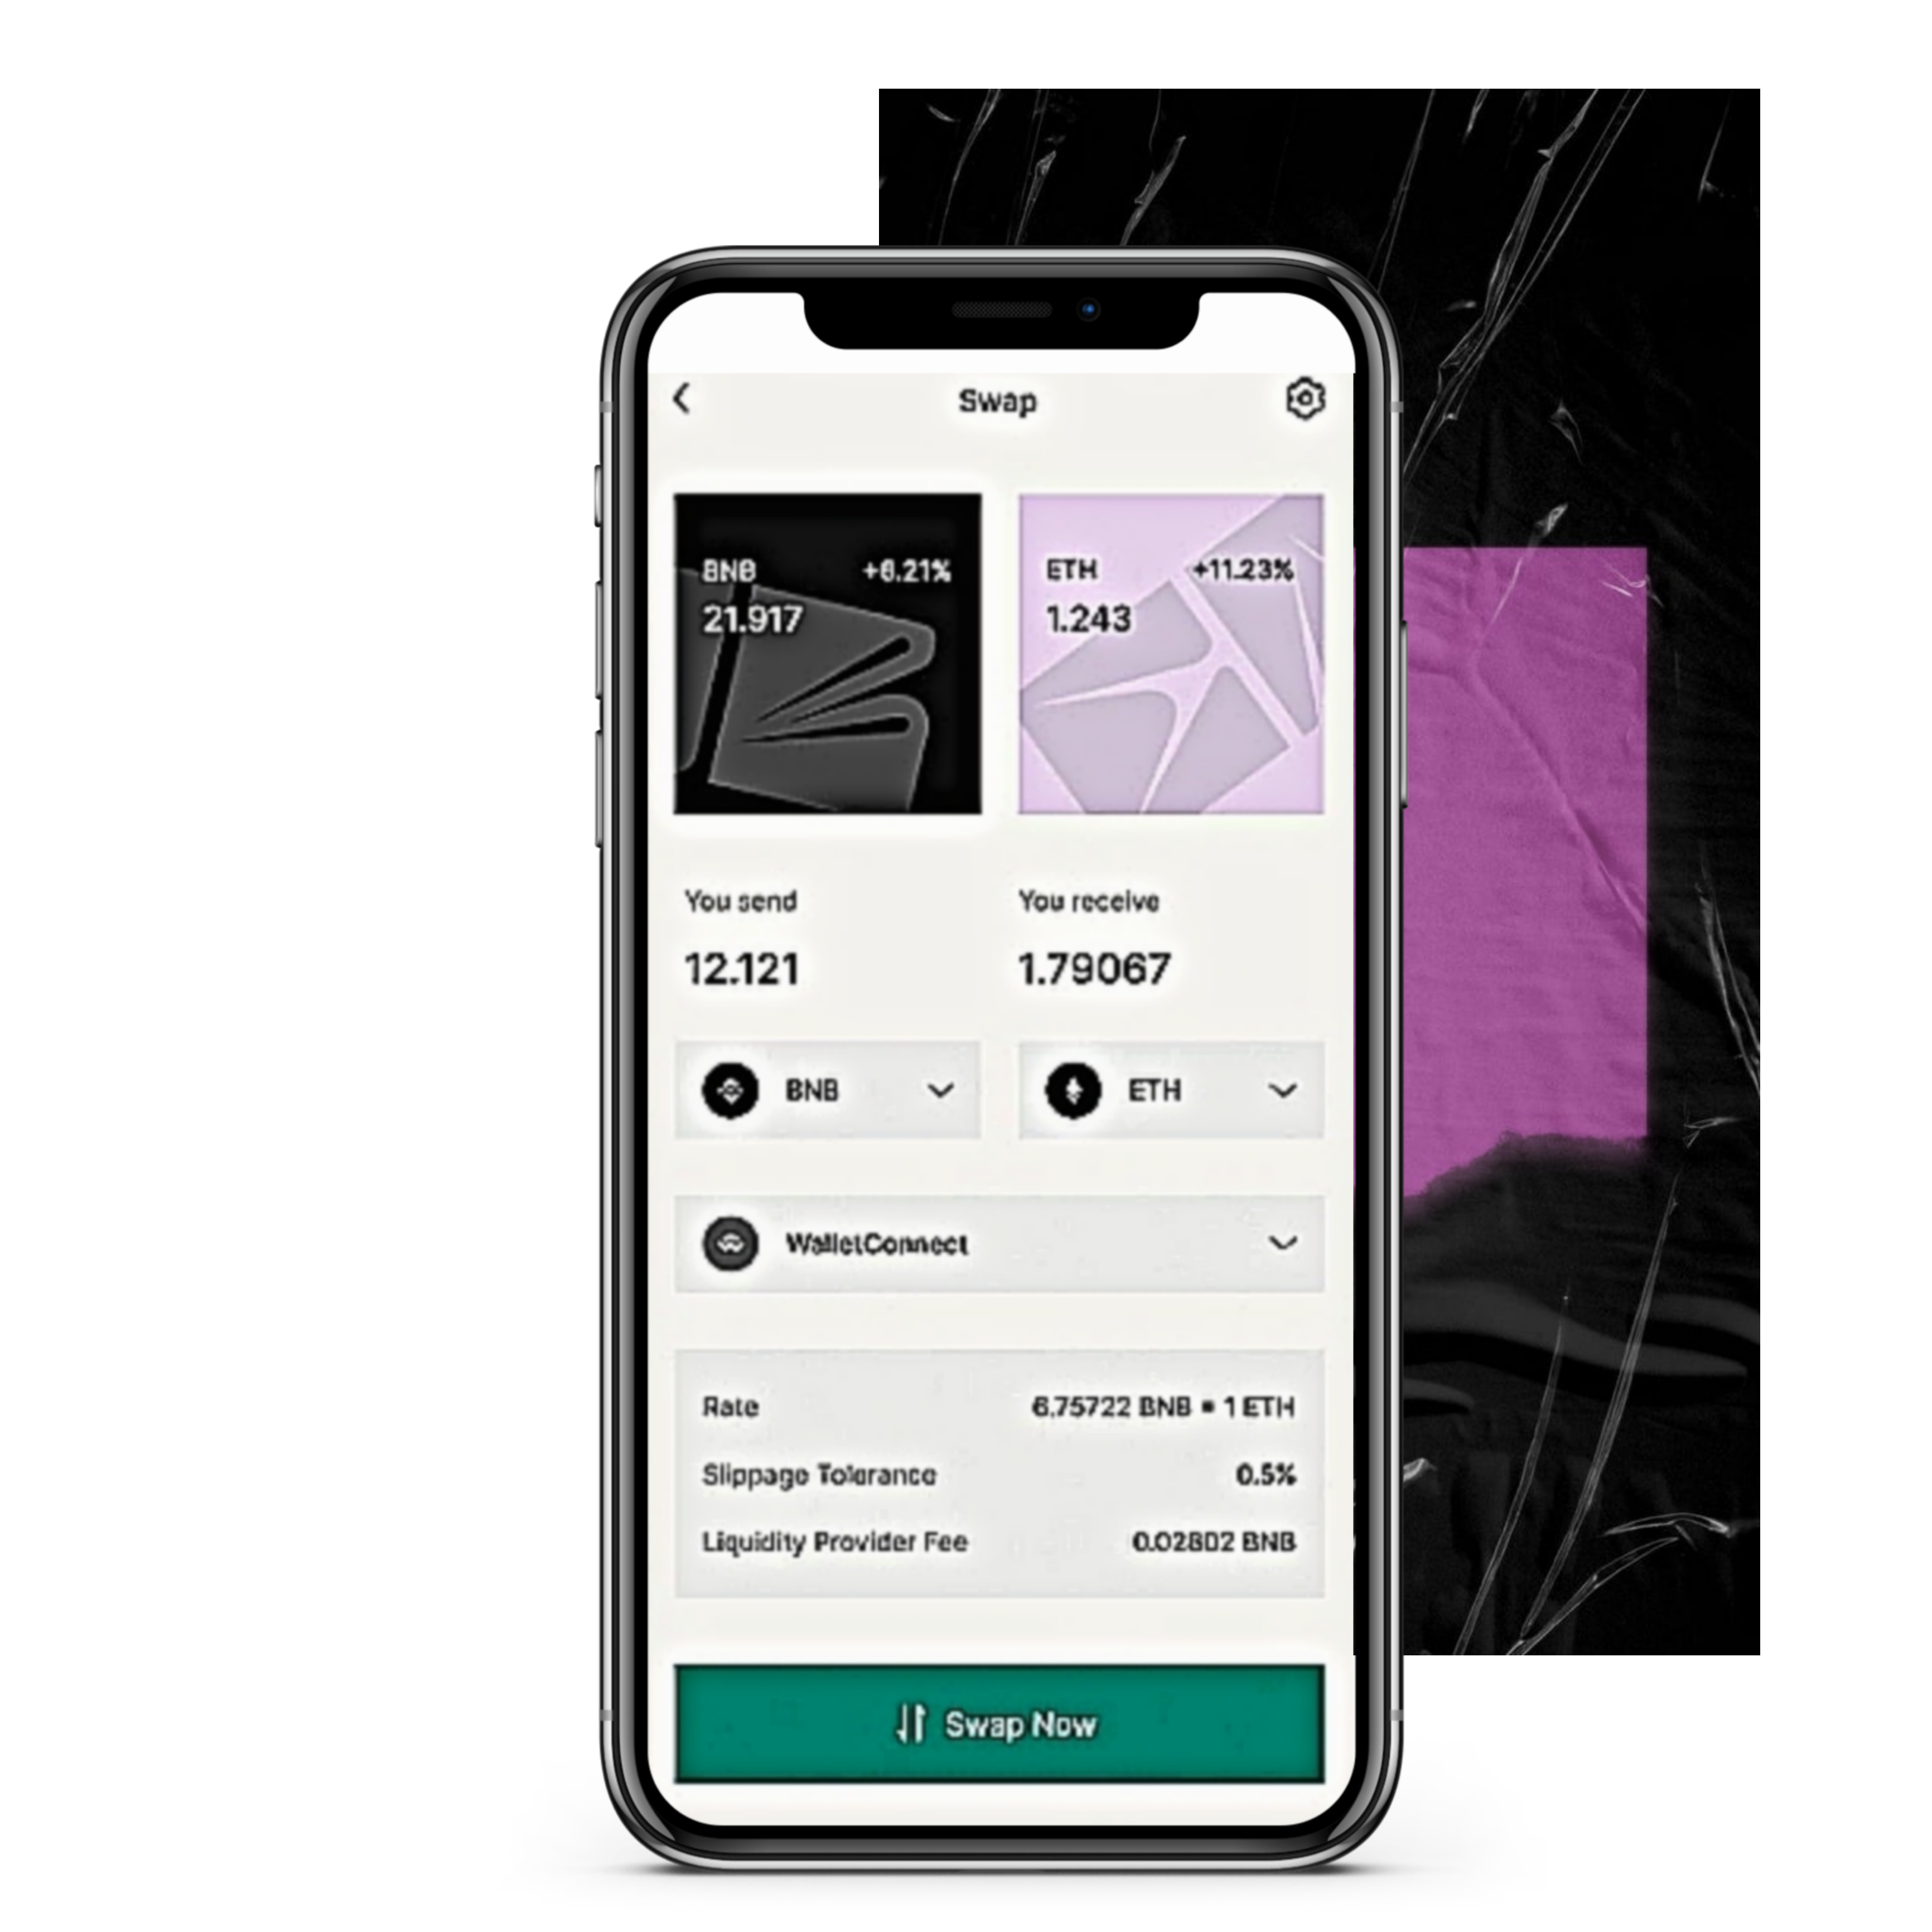 Swap
BNB +6.21%
21.917
ETH +11.23%
1.243
You send
12.121
You receive
1.79067
BNB
ETH
WalletConnect
Rate 6.75722 BNB = 1 ETH
Slippage Tolerance 0.5%
Liquidity Provider Fee 0.02802 BNB
Swap Now